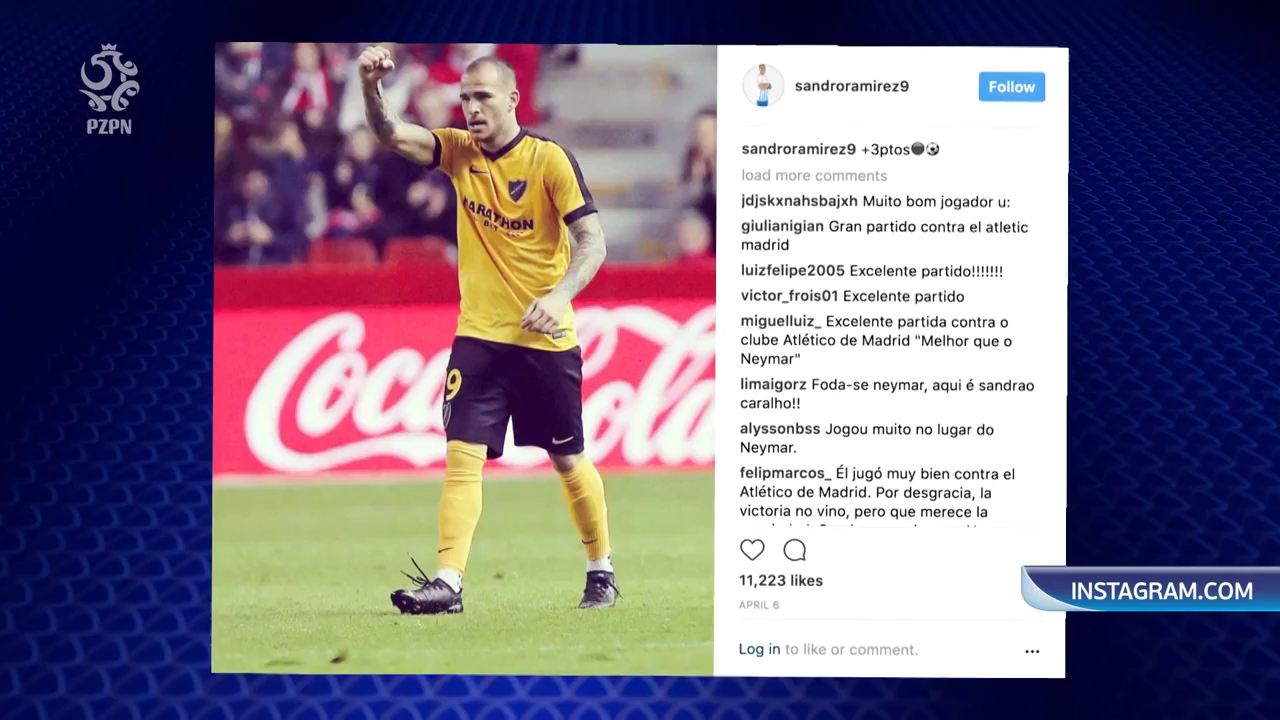 PZPN
MARATHON
BET
9
Coca-Cola
sandroramirez9
Follow
sandroramirez9 +3ptos⚫⚽
load more comments
jdjskxnahsbajxh Muito bom jogador u:
giulianigian Gran partido contra el atletic
madrid
luizfelipe2005 Excelente partido!!!!!!!
victor_frois01 Excelente partido
miguelluiz_ Excelente partida contra o
clube Atlético de Madrid "Melhor que o
Neymar"
limaigorz Foda-se neymar, aqui é sandrao
caralho!!
alyssonbss Jogou muito no lugar do
Neymar.
felipmarcos_ Él jugó muy bien contra el
Atlético de Madrid. Por desgracia, la
victoria no vino, pero que merece la
11,223 likes
APRIL 6
INSTAGRAM.COM
Log in to like or comment.